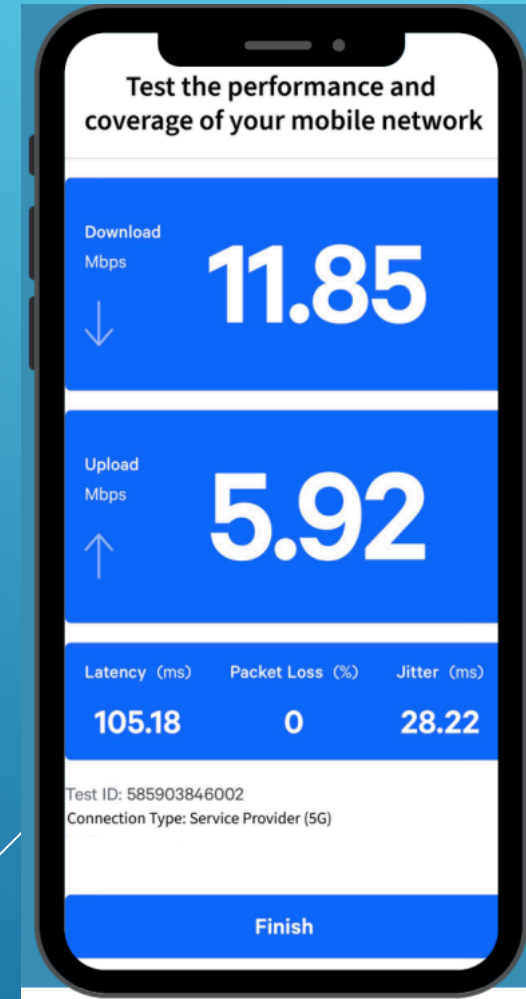 Test the performance and
coverage of your mobile network
Download
Mbps
11.85
Upload
Mbps
5.92
Latency (ms) Packet Loss (%) Jitter (ms)
105.18 0 28.22
Test ID: 585903846002
Connection Type: Service Provider (5G)
Finish